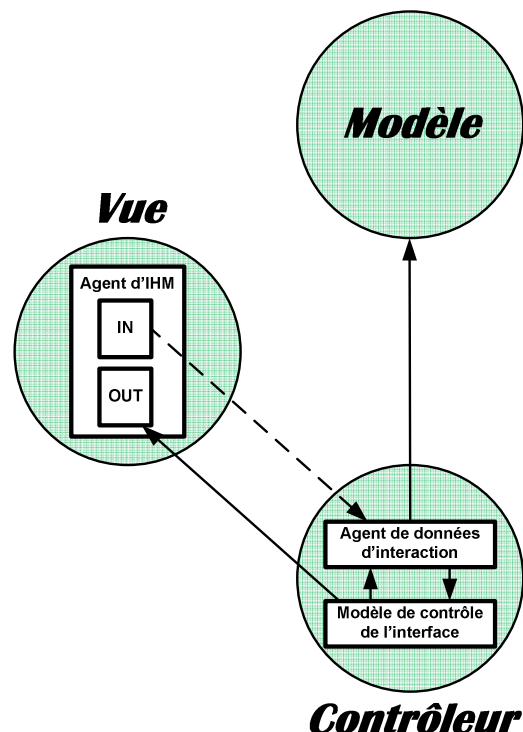 Modèle
Vue
Agent d'IHM
IN
OUT
Agent de données
d'interaction
Modèle de contrôle
de l'interface
Contrôleur